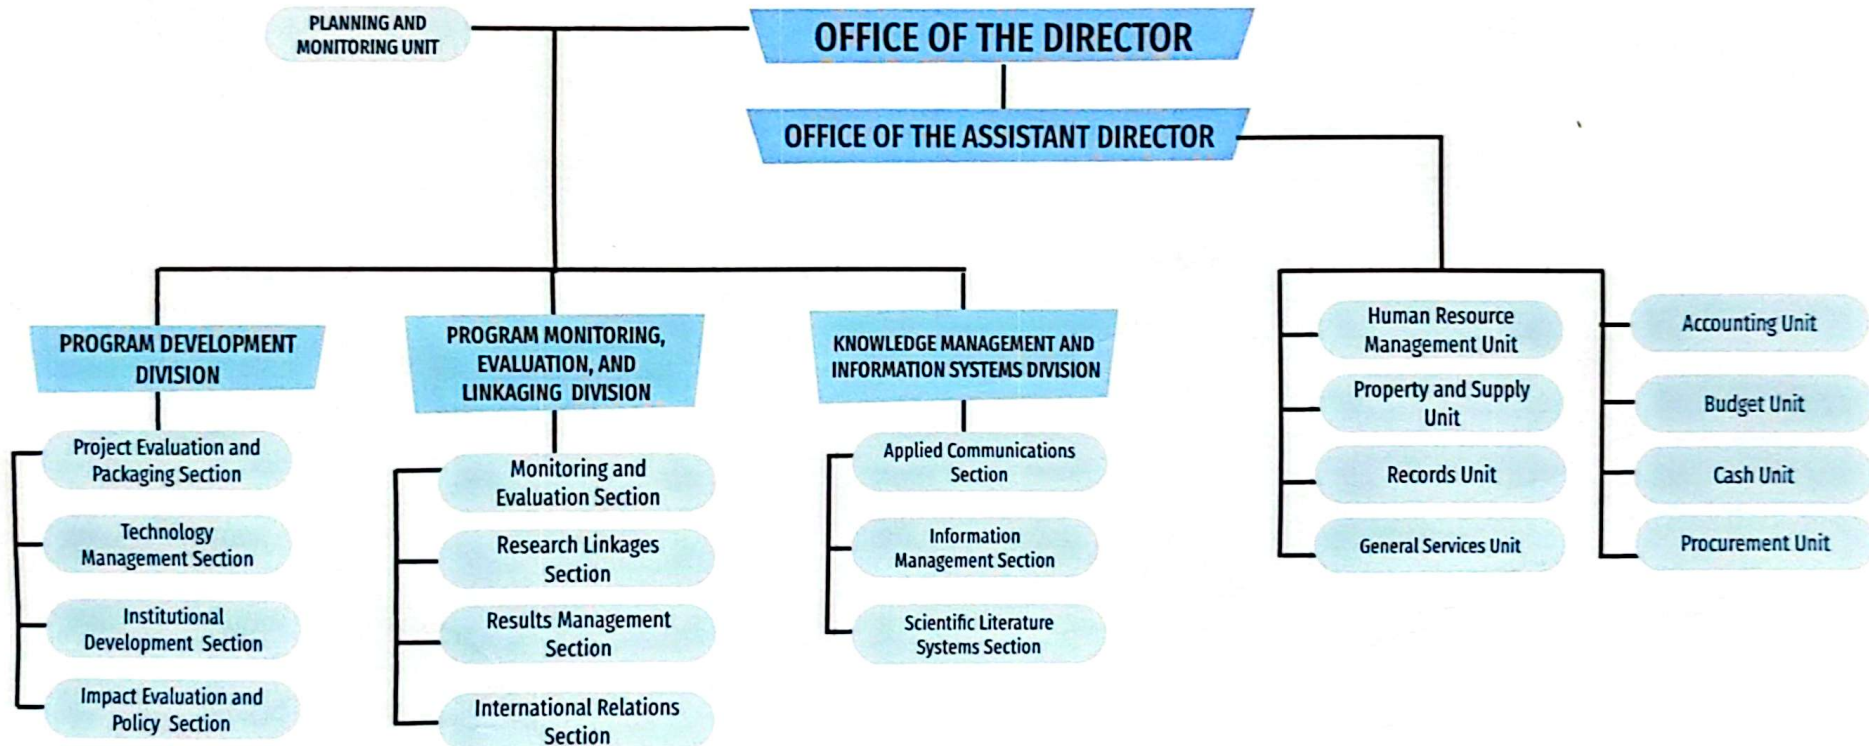 PLANNING AND
MONITORING UNIT
OFFICE OF THE DIRECTOR
OFFICE OF THE ASSISTANT DIRECTOR
PROGRAM DEVELOPMENT
DIVISION
Project Evaluation and
Packaging Section
Technology
Management Section
Institutional
Development Section
Impact Evaluation and
Policy Section
PROGRAM MONITORING,
EVALUATION, AND
LINKAGING DIVISION
Monitoring and
Evaluation Section
Research Linkages
Section
Results Management
Section
International Relations
Section
KNOWLEDGE MANAGEMENT AND
INFORMATION SYSTEMS DIVISION
Applied Communications
Section
Information
Management Section
Scientific Literature
Systems Section
Human Resource
Management Unit
Property and Supply
Unit
Records Unit
General Services Unit
Accounting Unit
Budget Unit
Cash Unit
Procurement Unit